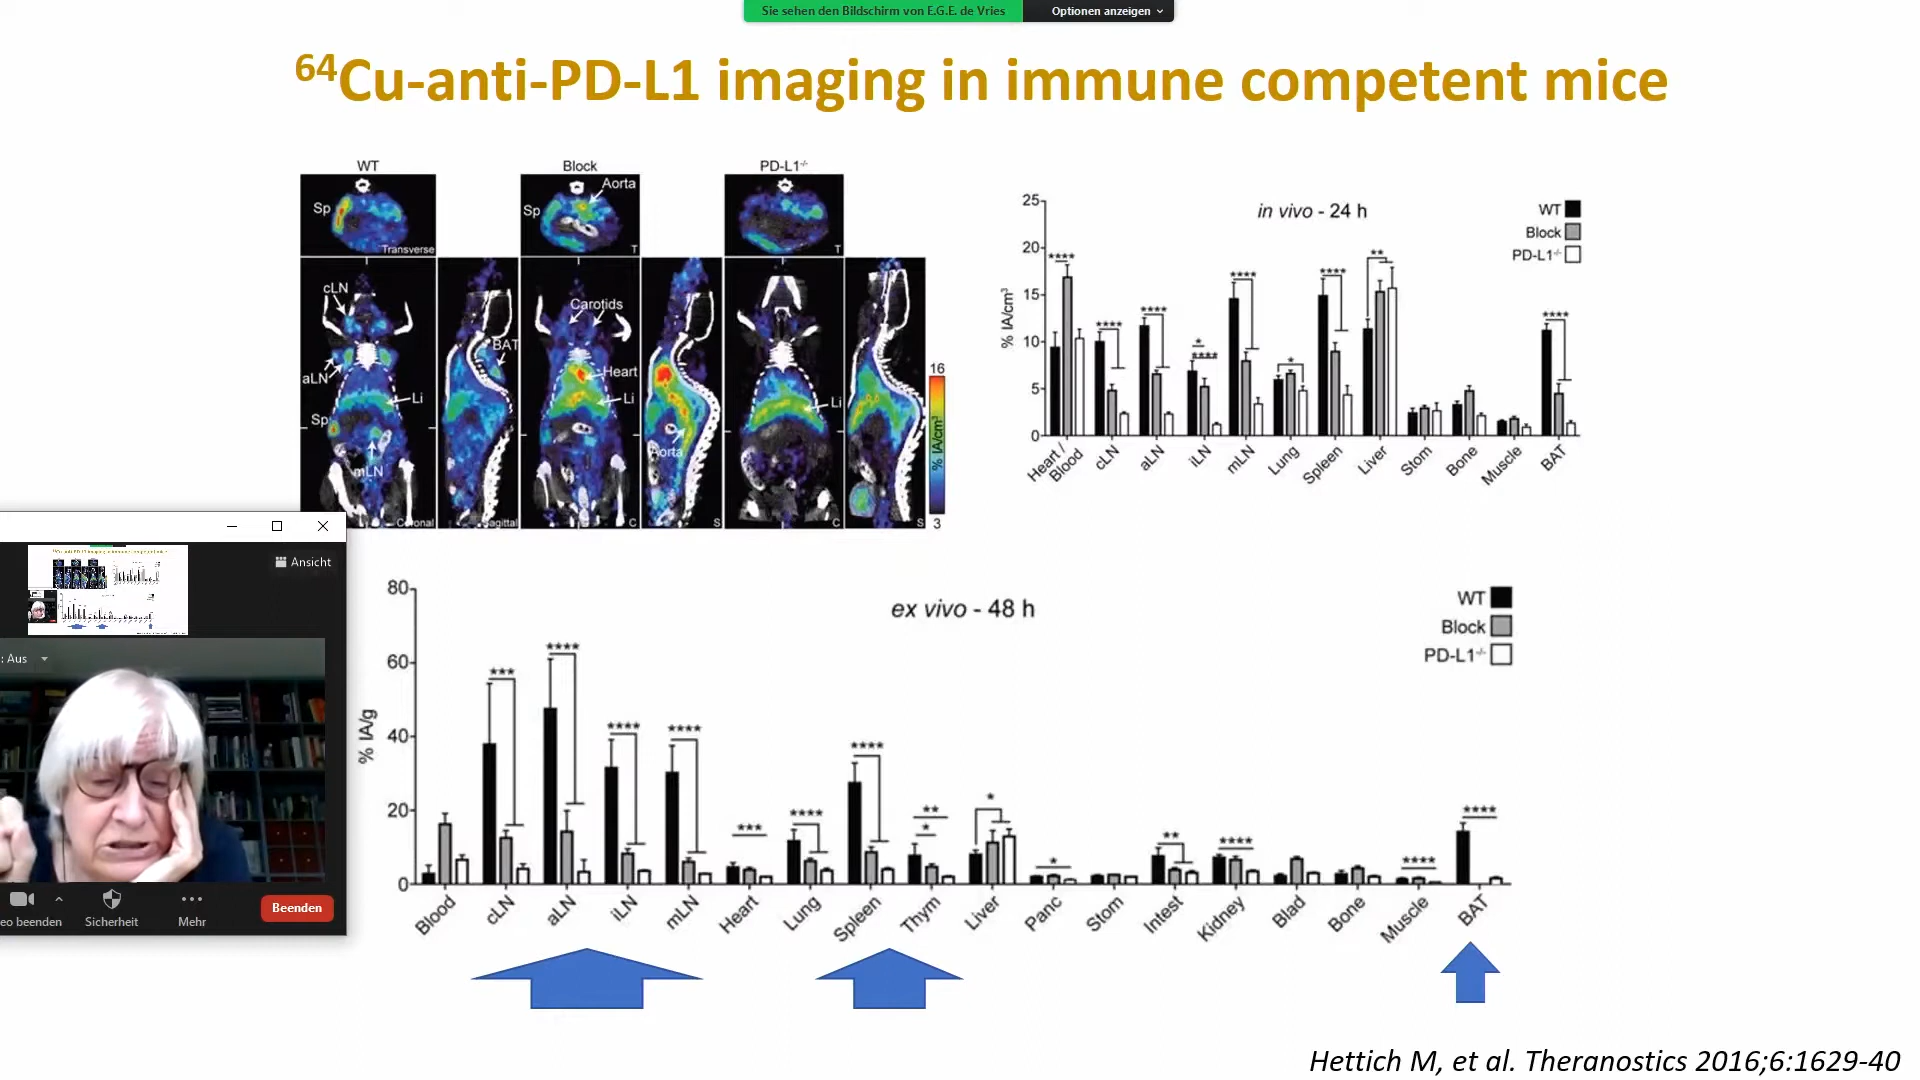 Sie sehen den Bildschirm von E.G.E. de Vries Optionen anzeigen
64Cu-anti-PD-L1 imaging in immune competent mice
WT Block PD-L1-/-
Sp Transverse
Sp Aorta T
T
cLN aLN Sp Li mLN Coronal
BAT Sagittal
Carotids Heart Li C
Aorta S
Li C
S
16
% IA/cm³
3
in vivo - 24 h
WT
Block
PD-L1-/-
% IA/cm³
25
20
15
10
5
0
**** **** **** * **** **** * **** ** ****
Heart / Blood cLN aLN iLN mLN Lung Spleen Liver Stom Bone Muscle BAT
ex vivo - 48 h
WT
Block
PD-L1-/-
% IA/g
80
60
40
20
0
*** **** **** **** *** **** **** ** * * * ** **** **** ****
Blood cLN aLN iLN mLN Heart Lung Spleen Thym Liver Panc Stom Intest Kidney Blad Bone Muscle BAT
Ansicht
: Aus
eo beenden Sicherheit Mehr Beenden
Hettich M, et al. Theranostics 2016;6:1629-40